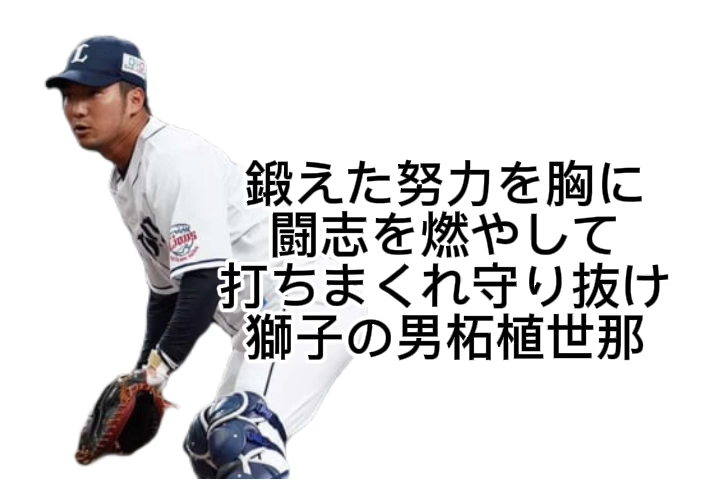 L
Lions
鍛えた努力を胸に
闘志を燃やして
打ちまくれ守り抜け
獅子の男柘植世那